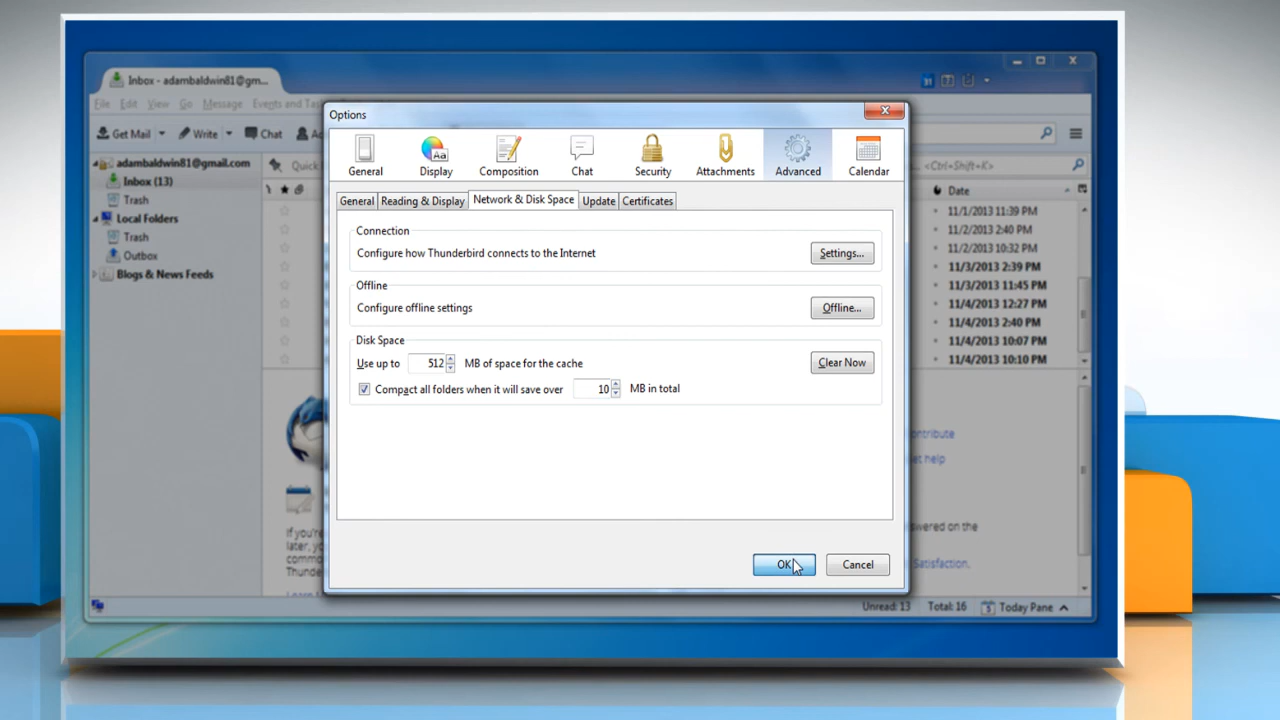 Inbox - adambaldwin81@gm...
File Edit View Go Message Events and Tas
Get Mail Write Chat
Options
General Display Composition Chat Security Attachments Advanced Calendar
General Reading & Display Network & Disk Space Update Certificates
adambaldwin81@gmail.com
Inbox (13)
Trash
Local Folders
Trash
Outbox
Blogs & News Feeds
Quick
<Ctrl+Shift+K>
Date
11/1/2013 11:39 PM
11/2/2013 2:40 PM
11/2/2013 10:32 PM
11/3/2013 2:39 PM
11/3/2013 11:45 PM
11/4/2013 12:27 PM
11/4/2013 2:40 PM
11/4/2013 10:07 PM
11/4/2013 10:10 PM
Connection
Configure how Thunderbird connects to the Internet Settings...
Offline
Configure offline settings Offline...
Disk Space
Use up to 512 MB of space for the cache Clear Now
Compact all folders when it will save over 10 MB in total
OK Cancel
ontribute
et help
If you're
later, yo
commo
Thunde
swered on the
Satisfaction.
Unread: 13 Total: 16 5 Today Pane